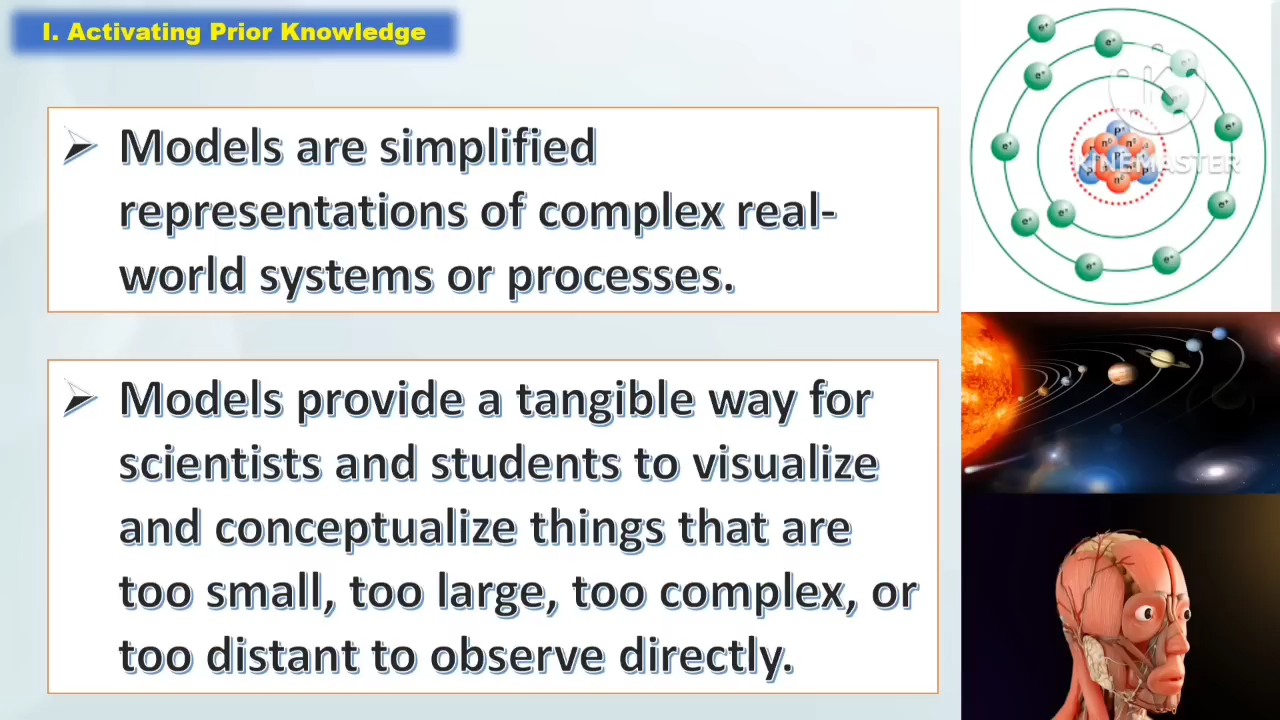 I. Activating Prior Knowledge
Models are simplified
representations of complex real-
world systems or processes.
Models provide a tangible way for
scientists and students to visualize
and conceptualize things that are
too small, too large, too complex, or
too distant to observe directly.
KINEMASTER